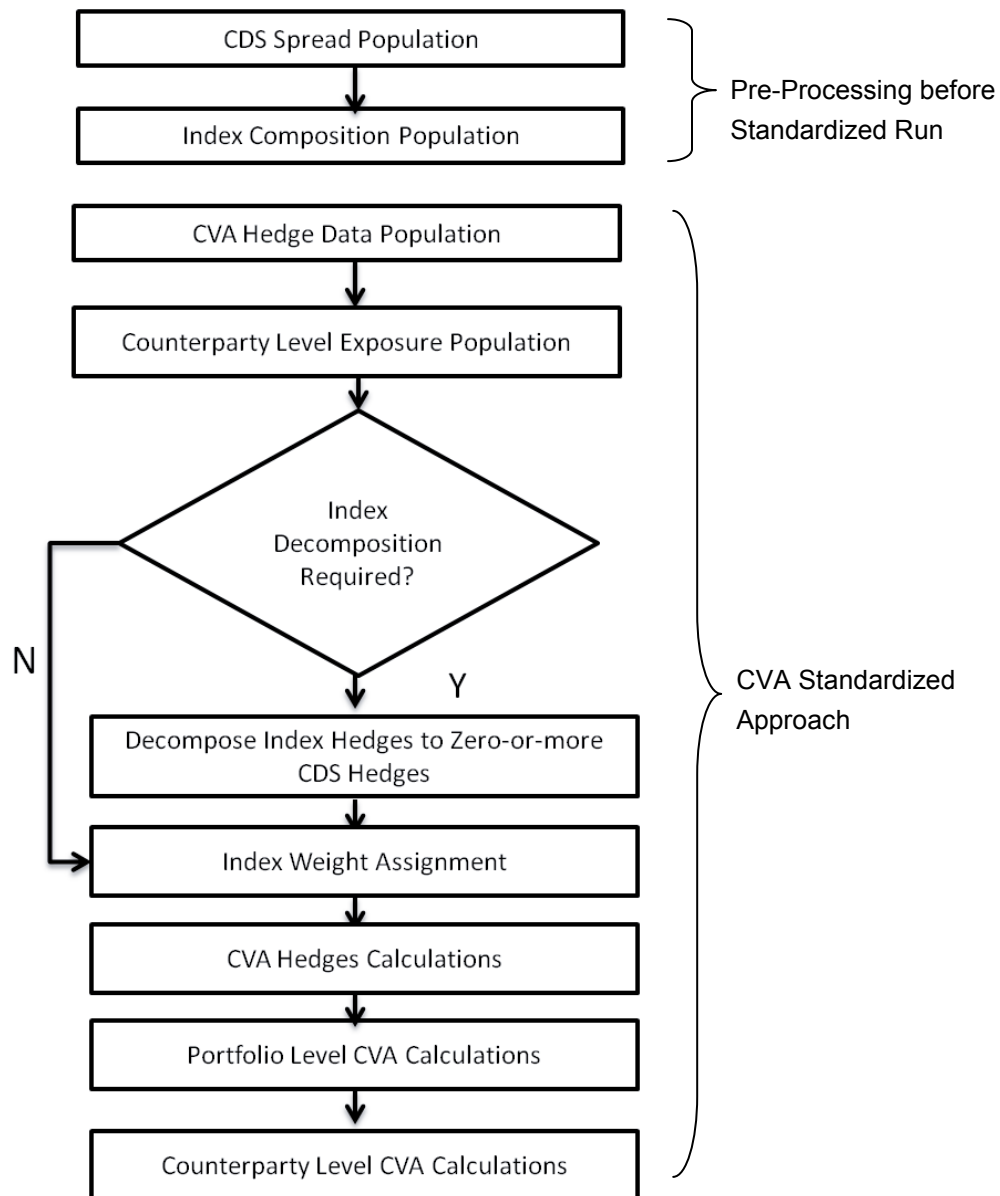 CDS Spread Population
Index Composition Population
Pre-Processing before
Standardized Run
CVA Hedge Data Population
Counterparty Level Exposure Population
Index
Decomposition
Required?
N
Y
Decompose Index Hedges to Zero-or-more
CDS Hedges
Index Weight Assignment
CVA Hedges Calculations
Portfolio Level CVA Calculations
Counterparty Level CVA Calculations
CVA Standardized
Approach